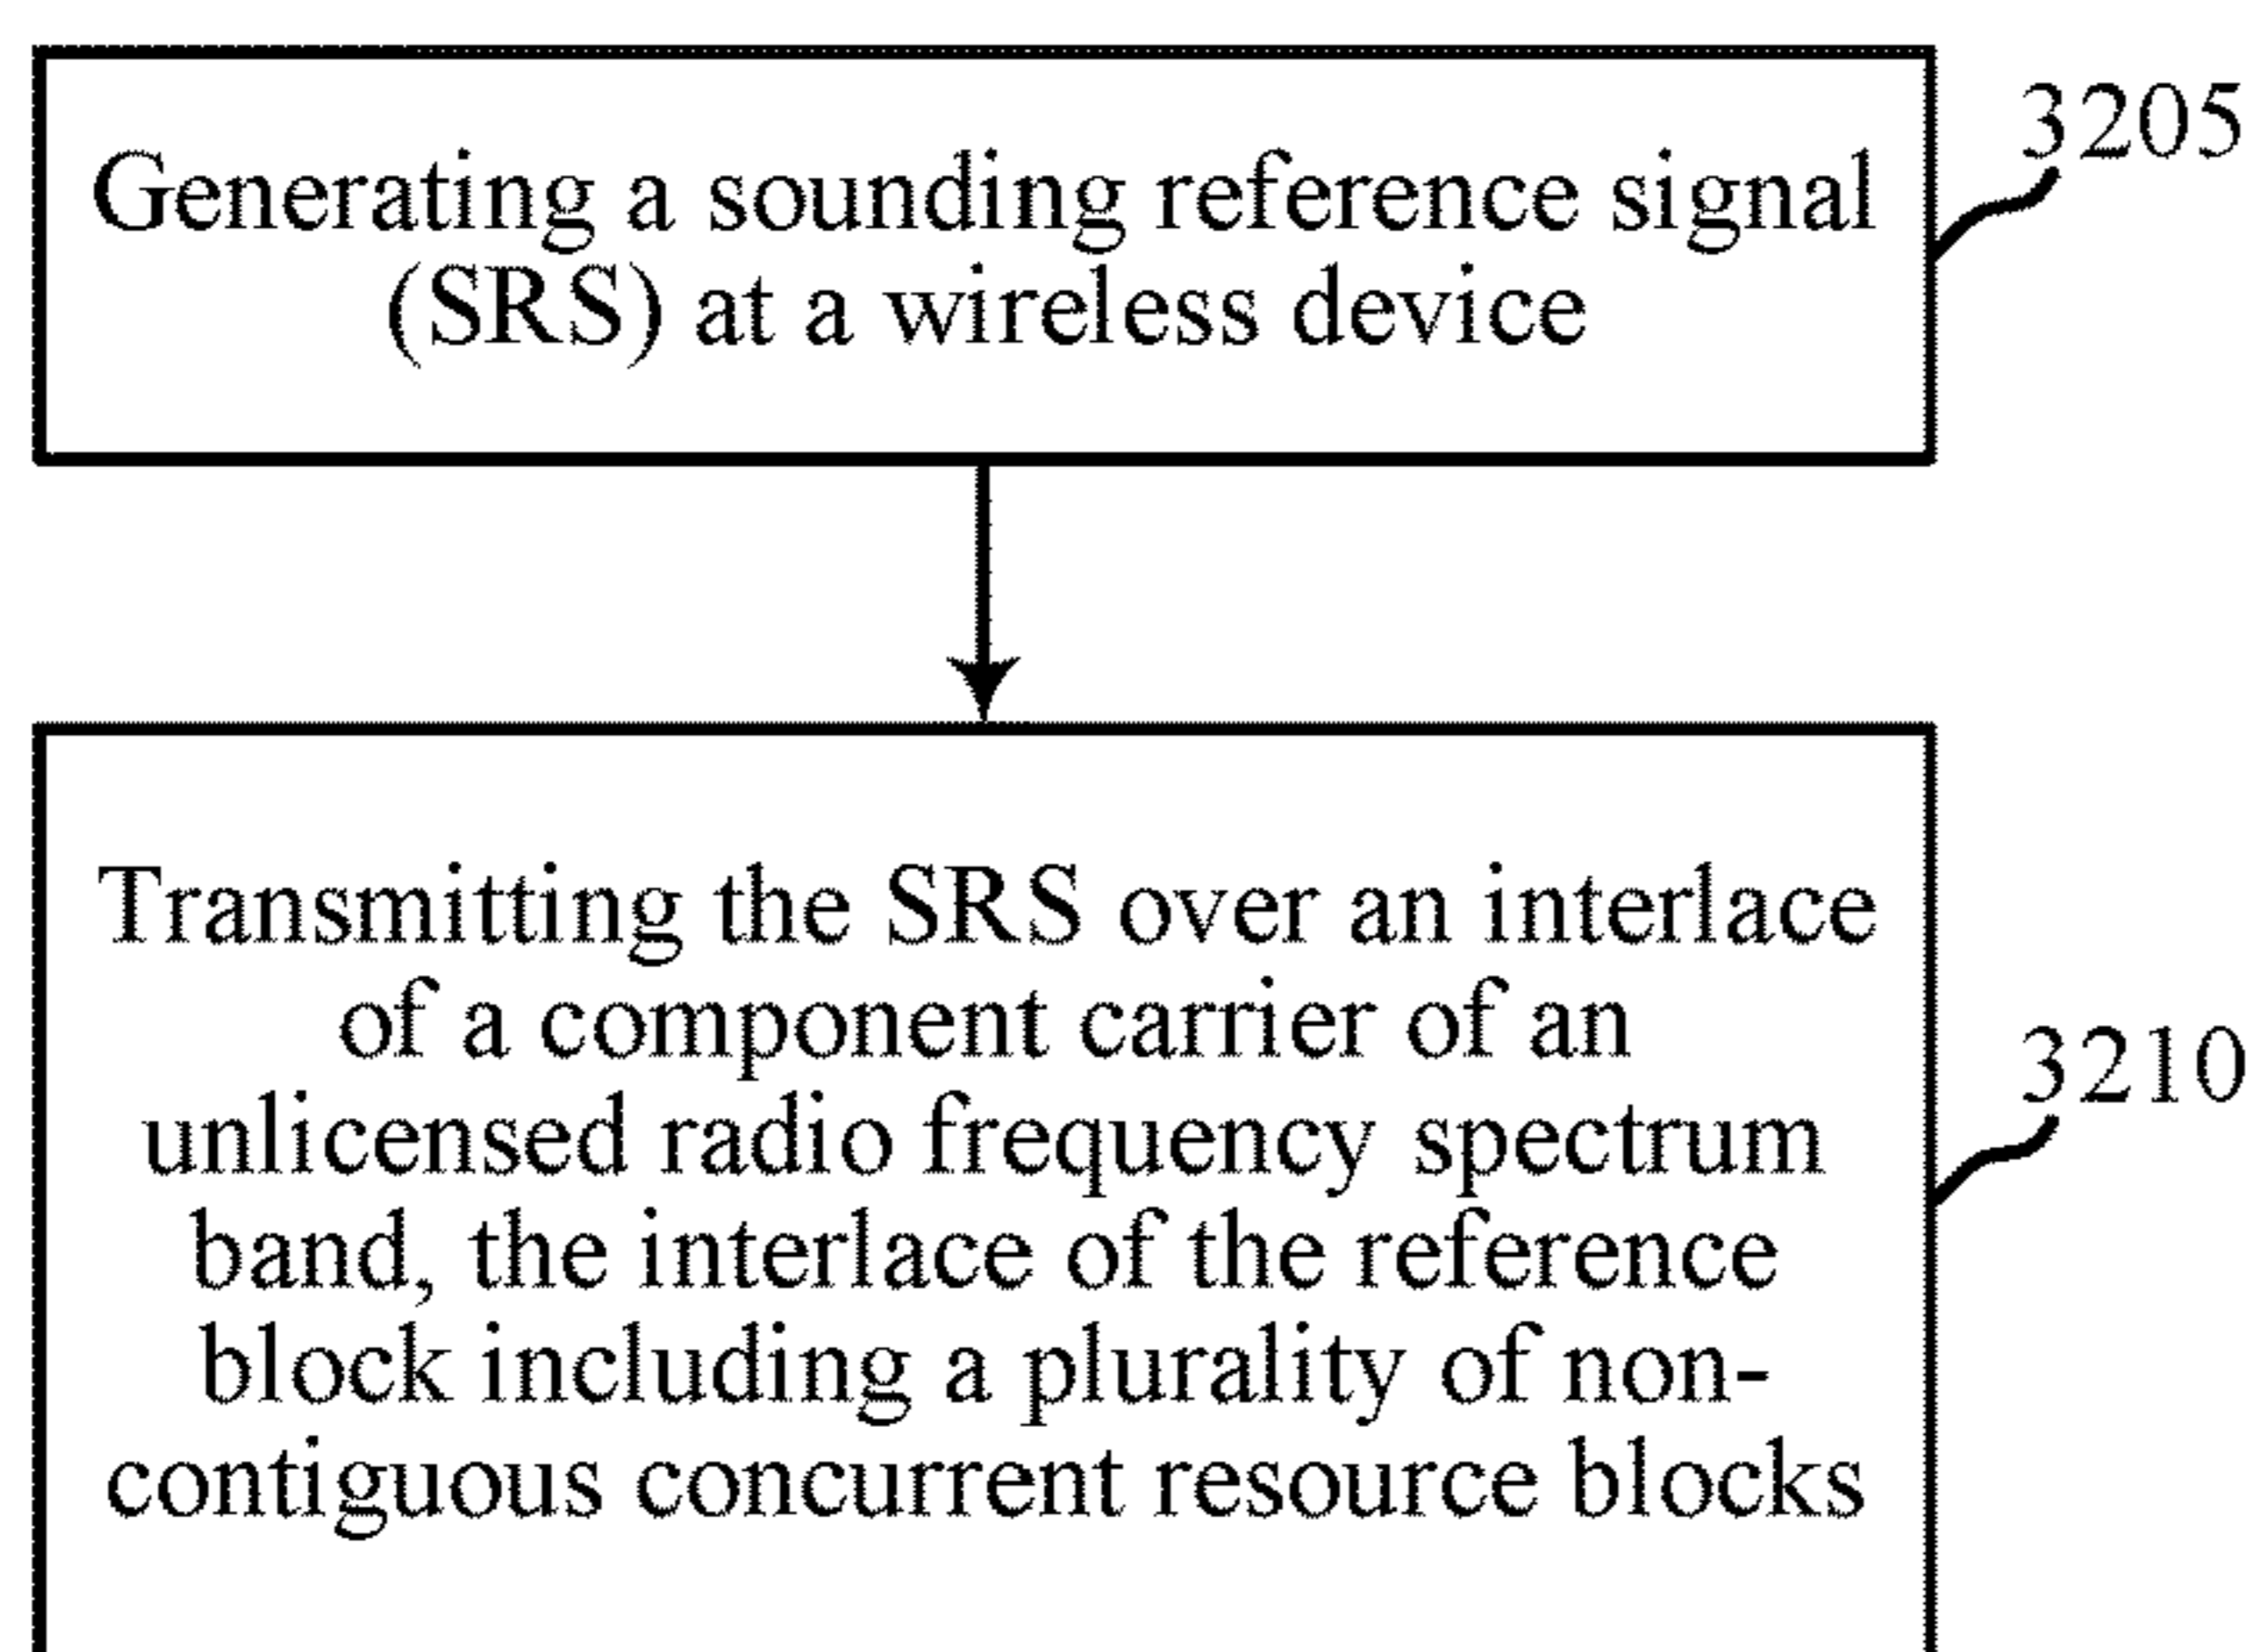 Generating a sounding reference signal
(SRS) at a wireless device
3205
Transmitting the SRS over an interlace
of a component carrier of an
unlicensed radio frequency spectrum
band, the interlace of the reference
block including a plurality of non-
contiguous concurrent resource blocks
3210